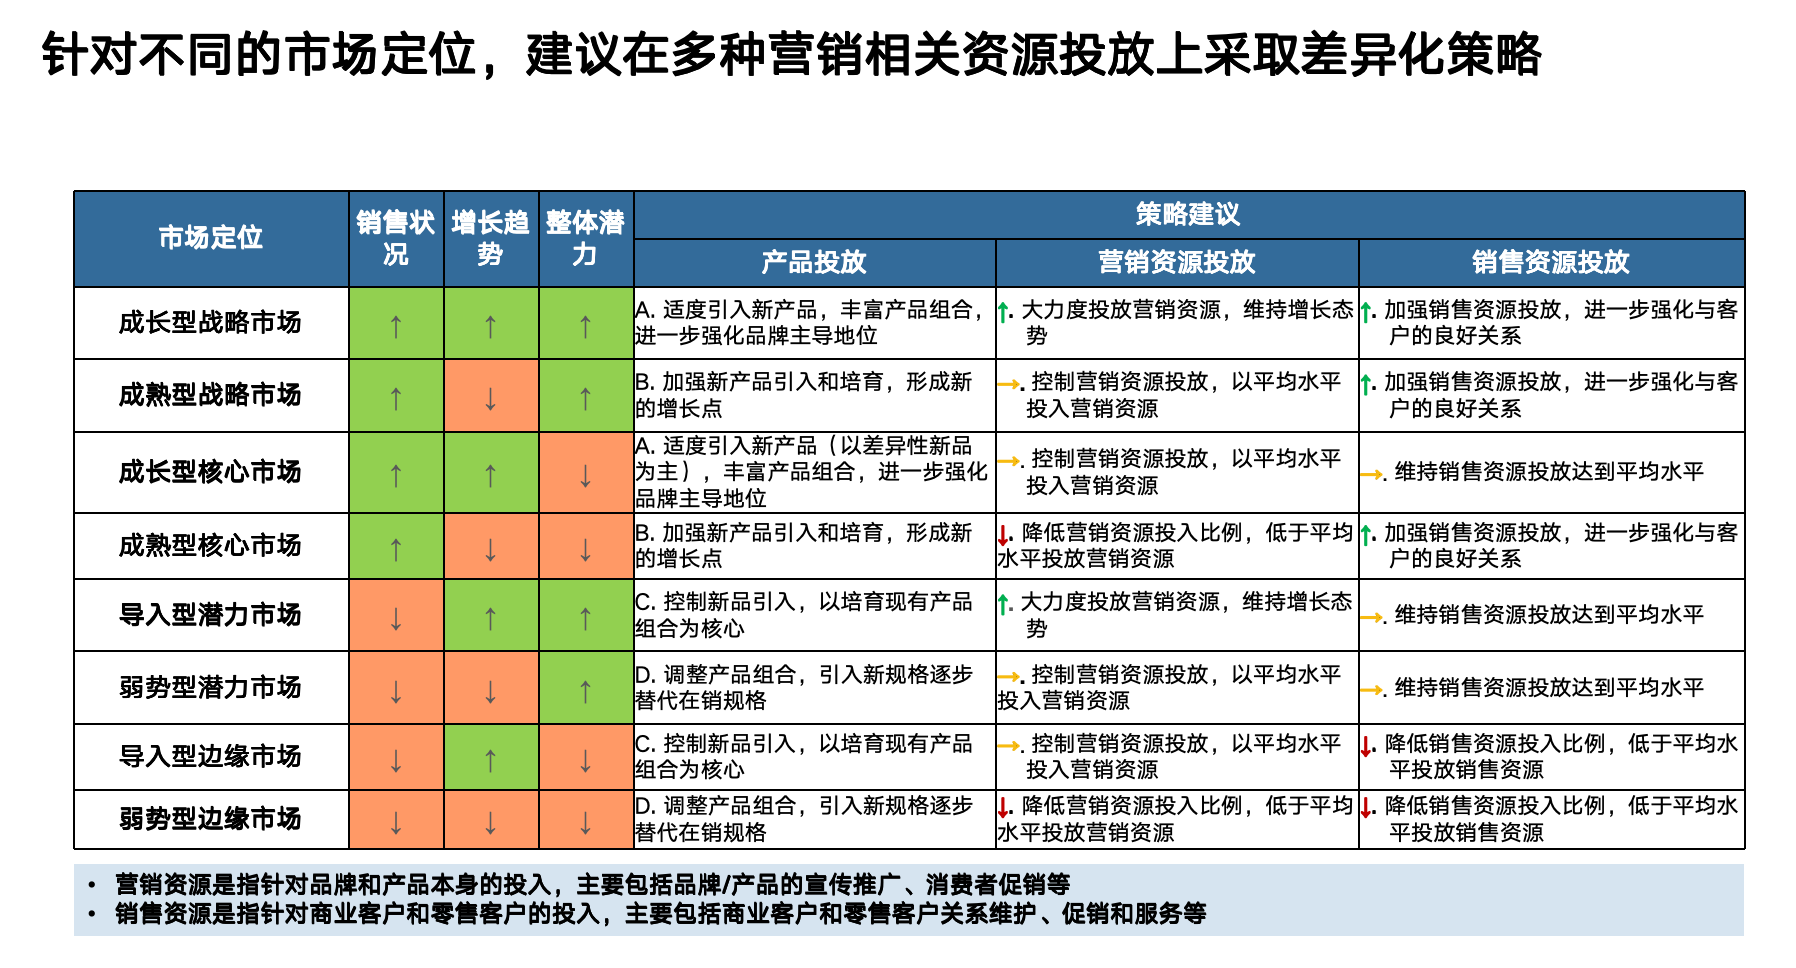 针对不同的市场定位，建议在多种营销相关资源投放上采取差异化策略
市场定位
销售状
况
增长趋
势
整体潜
力
策略建议
产品投放
营销资源投放
销售资源投放
成长型战略市场
↑
↑
↑
A. 适度引入新产品，丰富产品组合，
进一步强化品牌主导地位
↑. 大力度投放营销资源，维持增长态
势
↑. 加强销售资源投放，进一步强化与客
户的良好关系
成熟型战略市场
↑
↓
↑
B. 加强新产品引入和培育，形成新
的增长点
→. 控制营销资源投放，以平均水平
投入营销资源
↑. 加强销售资源投放，进一步强化与客
户的良好关系
成长型核心市场
↑
↑
↓
A. 适度引入新产品（以差异性新品
为主），丰富产品组合，进一步强化
品牌主导地位
→. 控制营销资源投放，以平均水平
投入营销资源
→. 维持销售资源投放达到平均水平
成熟型核心市场
↑
↓
↓
B. 加强新产品引入和培育，形成新
的增长点
↓. 降低营销资源投入比例，低于平均
水平投放营销资源
↑. 加强销售资源投放，进一步强化与客
户的良好关系
导入型潜力市场
↓
↑
↑
C. 控制新品引入，以培育现有产品
组合为核心
↑. 大力度投放营销资源，维持增长态
势
→. 维持销售资源投放达到平均水平
弱势型潜力市场
↓
↓
↑
D. 调整产品组合，引入新规格逐步
替代在销规格
→. 控制营销资源投放，以平均水平
投入营销资源
→. 维持销售资源投放达到平均水平
导入型边缘市场
↓
↑
↓
C. 控制新品引入，以培育现有产品
组合为核心
→. 控制营销资源投放，以平均水平
投入营销资源
↓. 降低销售资源投入比例，低于平均水
平投放销售资源
弱势型边缘市场
↓
↓
↓
D. 调整产品组合，引入新规格逐步
替代在销规格
↓. 降低营销资源投入比例，低于平均
水平投放营销资源
↓. 降低销售资源投入比例，低于平均水
平投放销售资源
• 营销资源是指针对品牌和产品本身的投入，主要包括品牌/产品的宣传推广、消费者促销等
• 销售资源是指针对商业客户和零售客户的投入，主要包括商业客户和零售客户关系维护、促销和服务等